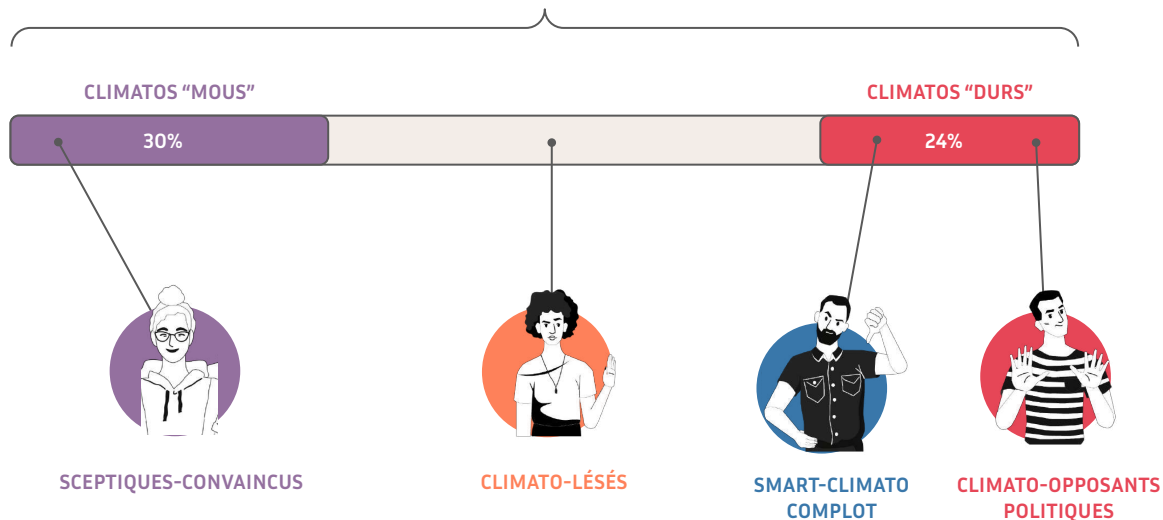 CLIMATOS “MOUS”
CLIMATOS “DURS”
30%
24%
SCEPTIQUES-CONVAINCUS
CLIMATO-LÉSÉS
SMART-CLIMATO
COMPLOT
CLIMATO-OPPOSANTS
POLITIQUES